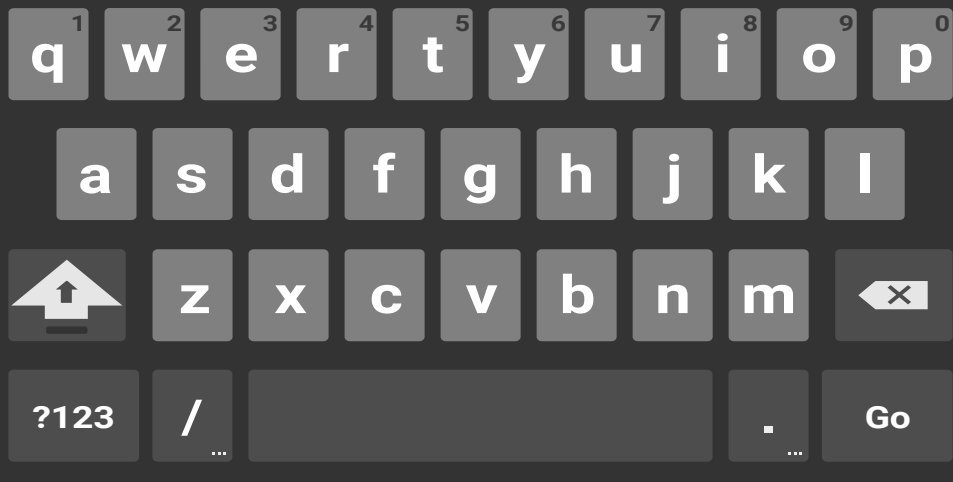 1 2 3 4 5 6 7 8 9 0
q w e r t y u i o p
a s d f g h j k l
z x c v b n m
?123 / ... . ... Go